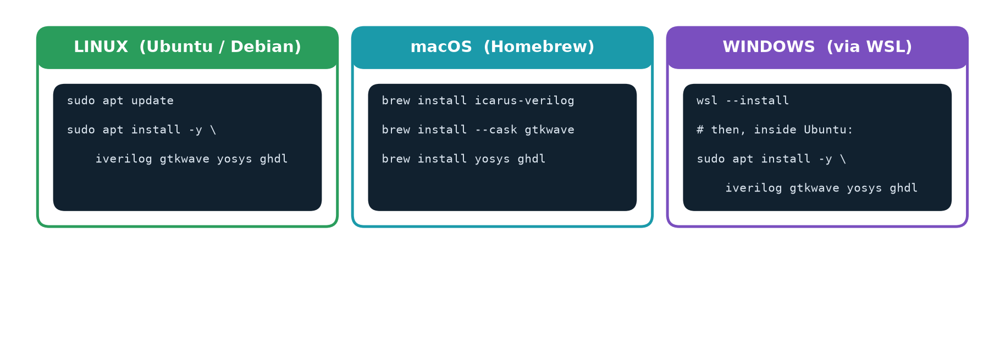 LINUX  (Ubuntu / Debian)
sudo apt update
sudo apt install -y \
    iverilog gtkwave yosys ghdl
macOS  (Homebrew)
brew install icarus-verilog
brew install --cask gtkwave
brew install yosys ghdl
WINDOWS  (via WSL)
wsl --install
# then, inside Ubuntu:
sudo apt install -y \
    iverilog gtkwave yosys ghdl